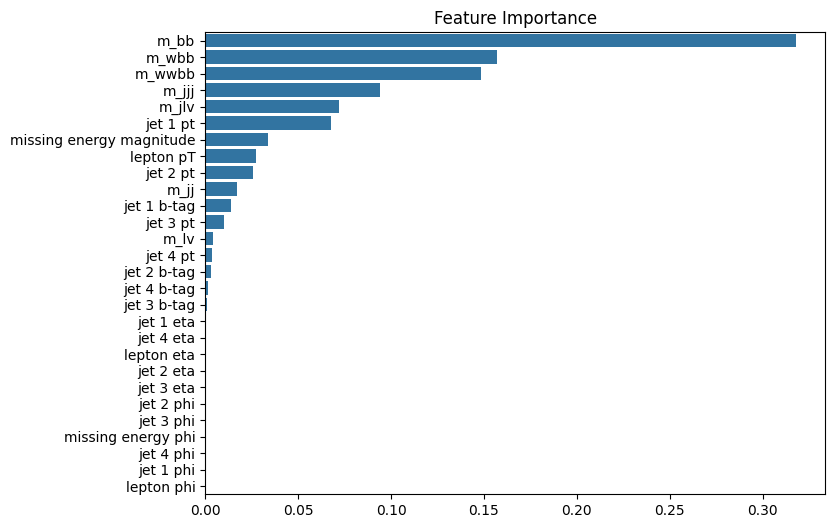 Feature Importance
m_bb
m_wbb
m_wwbb
m_jjj
m_jlv
jet 1 pt
missing energy magnitude
lepton pT
jet 2 pt
m_jj
jet 1 b-tag
jet 3 pt
m_lv
jet 4 pt
jet 2 b-tag
jet 4 b-tag
jet 3 b-tag
jet 1 eta
jet 4 eta
lepton eta
jet 2 eta
jet 3 eta
jet 2 phi
jet 3 phi
missing energy phi
jet 4 phi
jet 1 phi
lepton phi
0.00 0.05 0.10 0.15 0.20 0.25 0.30